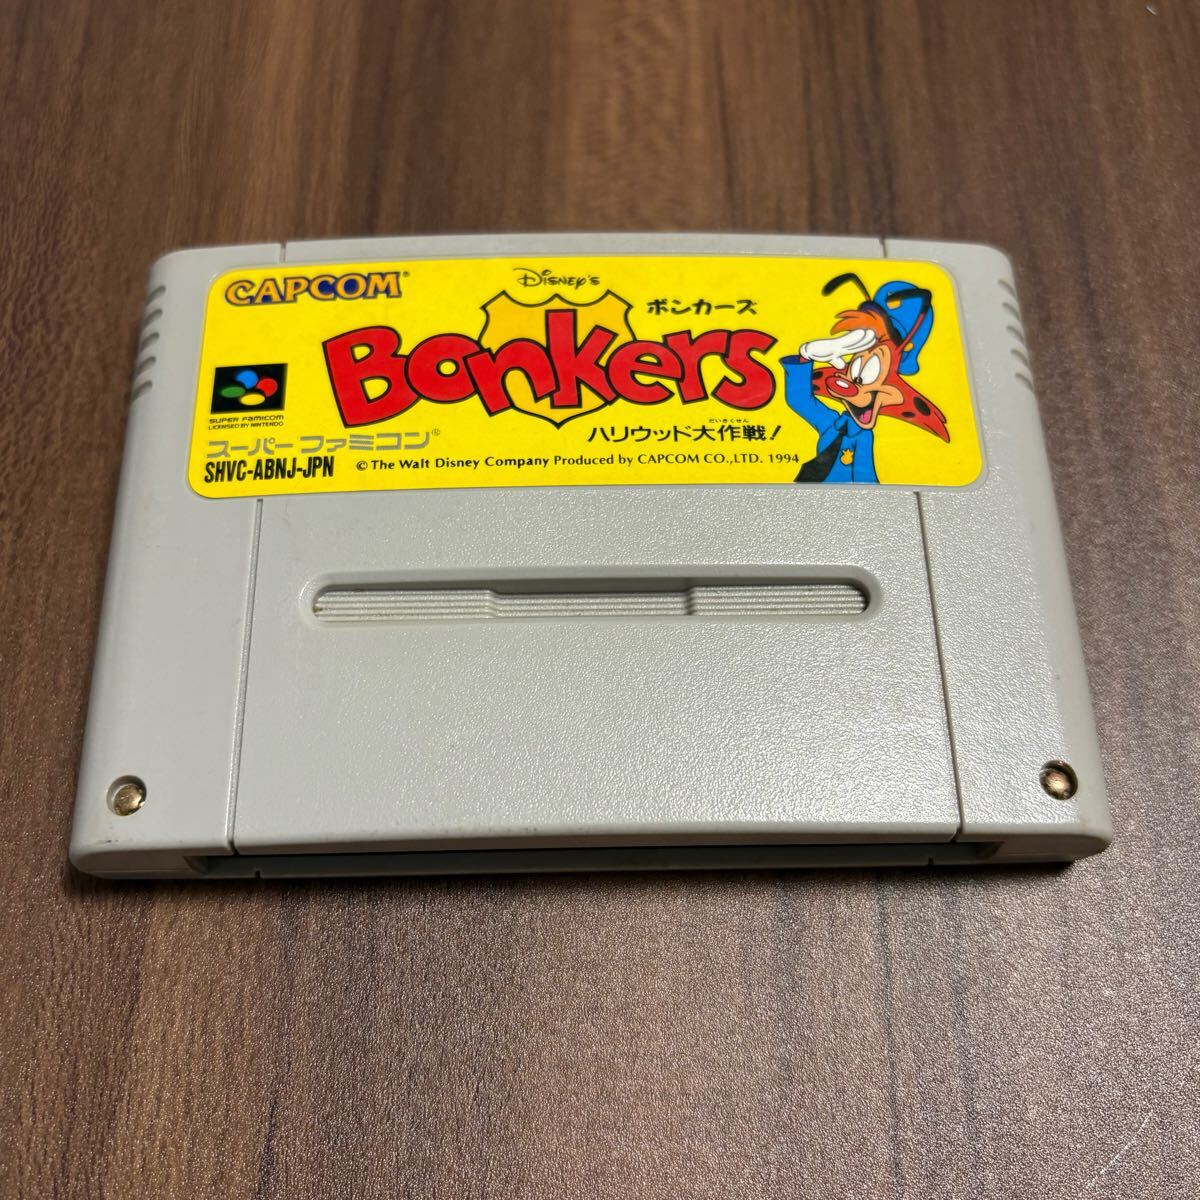 CAPCOM®
Disney's
Bonkers
ボンカーズ
ハリウッド大作戦!
だいさくせん
SUPER FAMICOM
LICENSED BY NINTENDO
スーパーファミコン®
SHVC-ABNJ-JPN
© The Walt Disney Company Produced by CAPCOM CO.,LTD. 1994